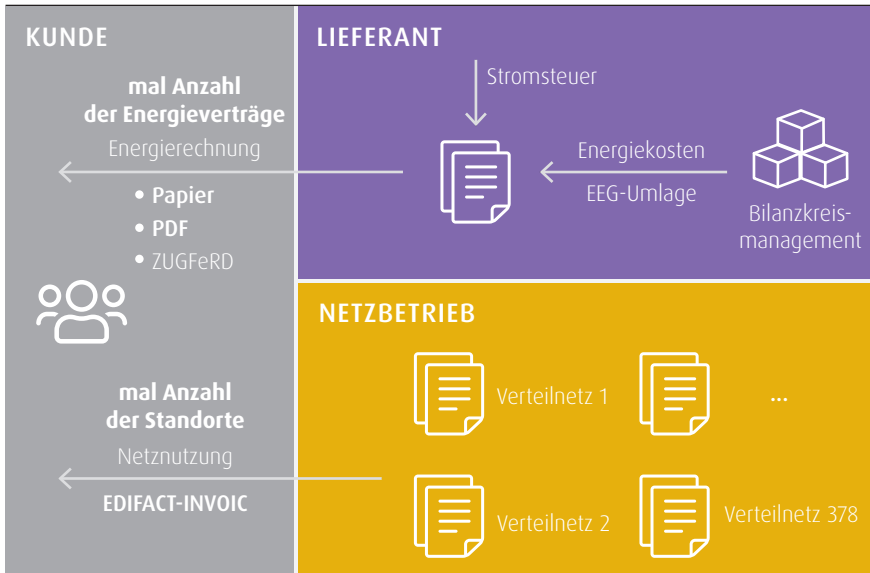 KUNDE
mal Anzahl
der Energieverträge
Energierechnung
• Papier
• PDF
• ZUGFeRD
mal Anzahl
der Standorte
Netznutzung
EDIFACT-INVOIC
LIEFERANT
Stromsteuer
Energiekosten
EEG-Umlage
Bilanzkreis-
management
NETZBETRIEB
Verteilnetz 1
...
Verteilnetz 2
Verteilnetz 378